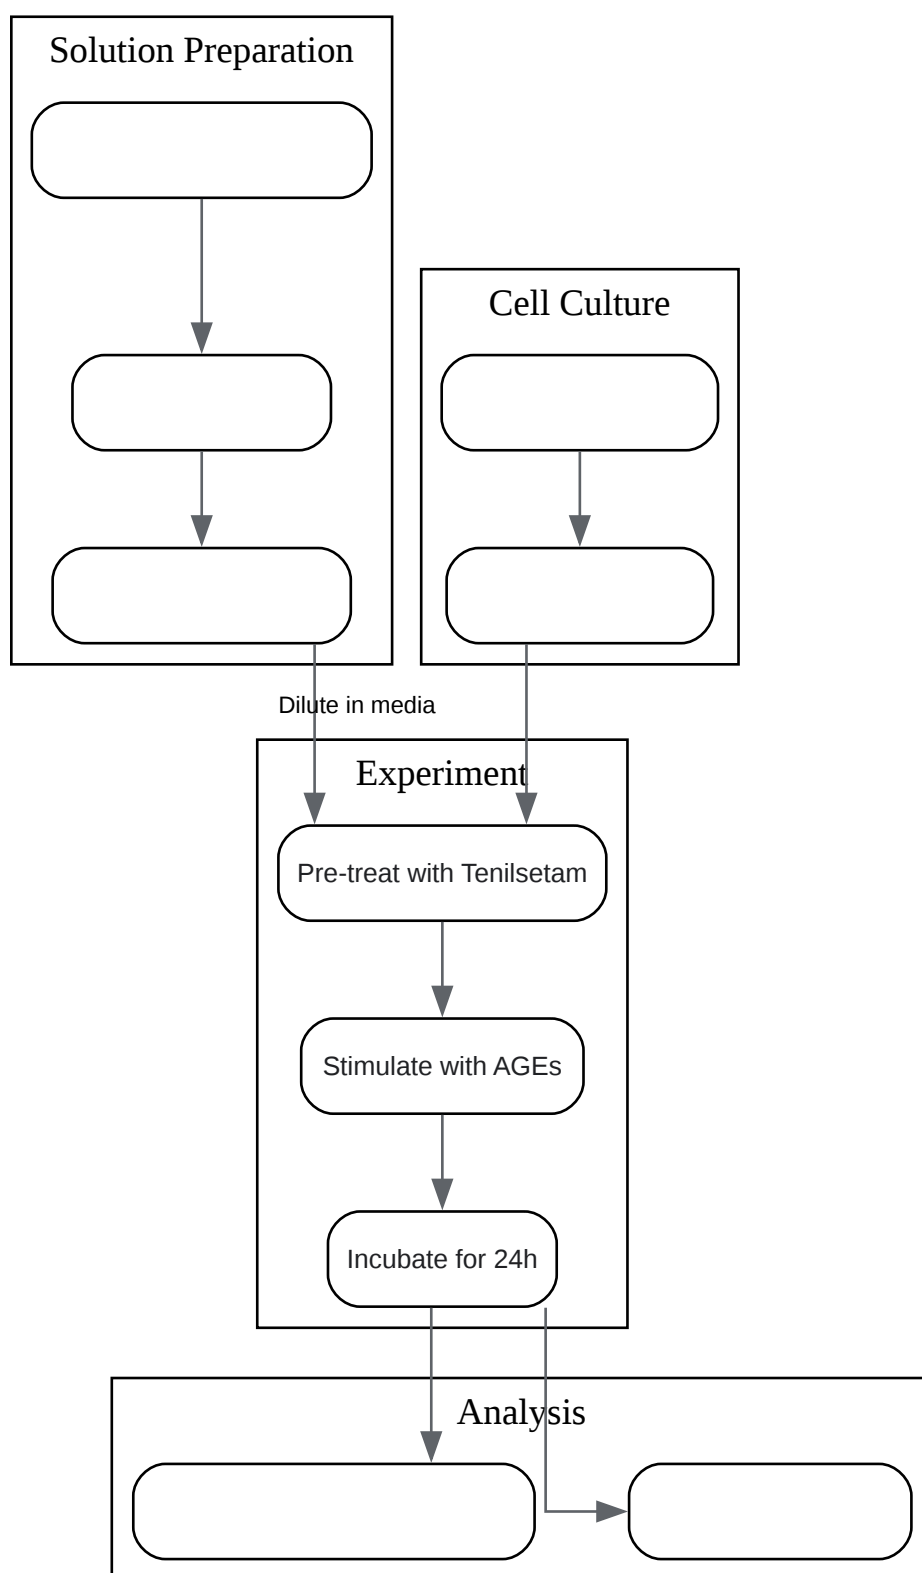 Solution Preparation
Cell Culture
Dilute in media
Experiment
Pre-treat with Tenilsetam
Stimulate with AGEs
Incubate for 24h
Analysis